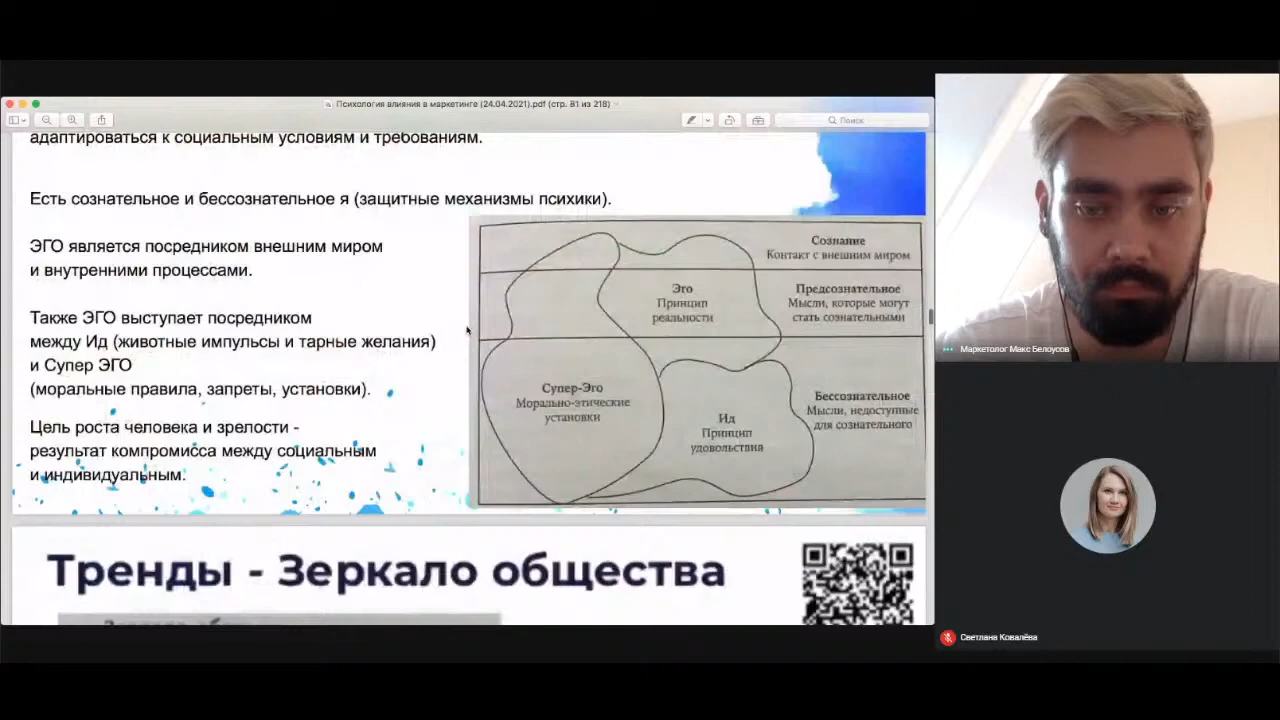 Психология влияния в маркетинге (24.04.2021).pdf (стр. 81 из 218)
Поиск
адаптироваться к социальным условиям и требованиям.
Есть сознательное и бессознательное я (защитные механизмы психики).
ЭГО является посредником внешним миром
и внутренними процессами.
Также ЭГО выступает посредником
между Ид (животные импульсы и тарные желания)
и Супер ЭГО
(моральные правила, запреты, установки).
Цель роста человека и зрелости -
результат компромисса между социальным
и индивидуальным.
Сознание
Контакт с внешним миром
Эго
Принцип
реальности
Предсознательное
Мысли, которые могут
стать сознательными
Супер-Эго
Морально-этические
установки
Ид
Принцип
удовольствия
Бессознательное
Мысли, недоступные
для сознательного
Тренды - Зеркало общества
Маркетолог Макс Белоусов
Светлана Ковалёва